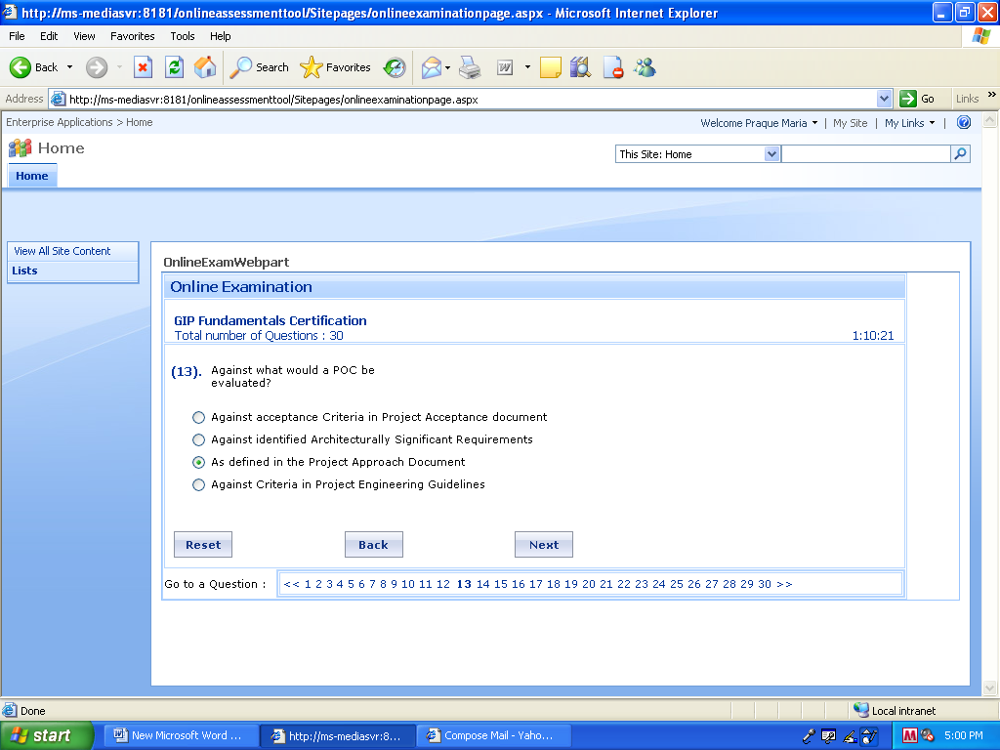 http://ms-mediasvr:8181/onlineassessmenttool/Sitepages/onlineexaminationpage.aspx - Microsoft Internet Explorer
File Edit View Favorites Tools Help
Back Search Favorites
Address http://ms-mediasvr:8181/onlineassessmenttool/Sitepages/onlineexaminationpage.aspx Go Links »
Enterprise Applications > Home Welcome Praque Maria | My Site | My Links |
Home
This Site: Home
Home
View All Site Content
Lists
OnlineExamWebpart
Online Examination
GIP Fundamentals Certification
Total number of Questions : 30 1:10:21
(13). Against what would a POC be
evaluated?
Against acceptance Criteria in Project Acceptance document
Against identified Architecturally Significant Requirements
As defined in the Project Approach Document
Against Criteria in Project Engineering Guidelines
Reset Back Next
Go to a Question : << 1 2 3 4 5 6 7 8 9 10 11 12 13 14 15 16 17 18 19 20 21 22 23 24 25 26 27 28 29 30 >>
Done Local intranet
start New Microsoft Word ... http://ms-mediasvr:8... Compose Mail - Yaho... 5:00 PM